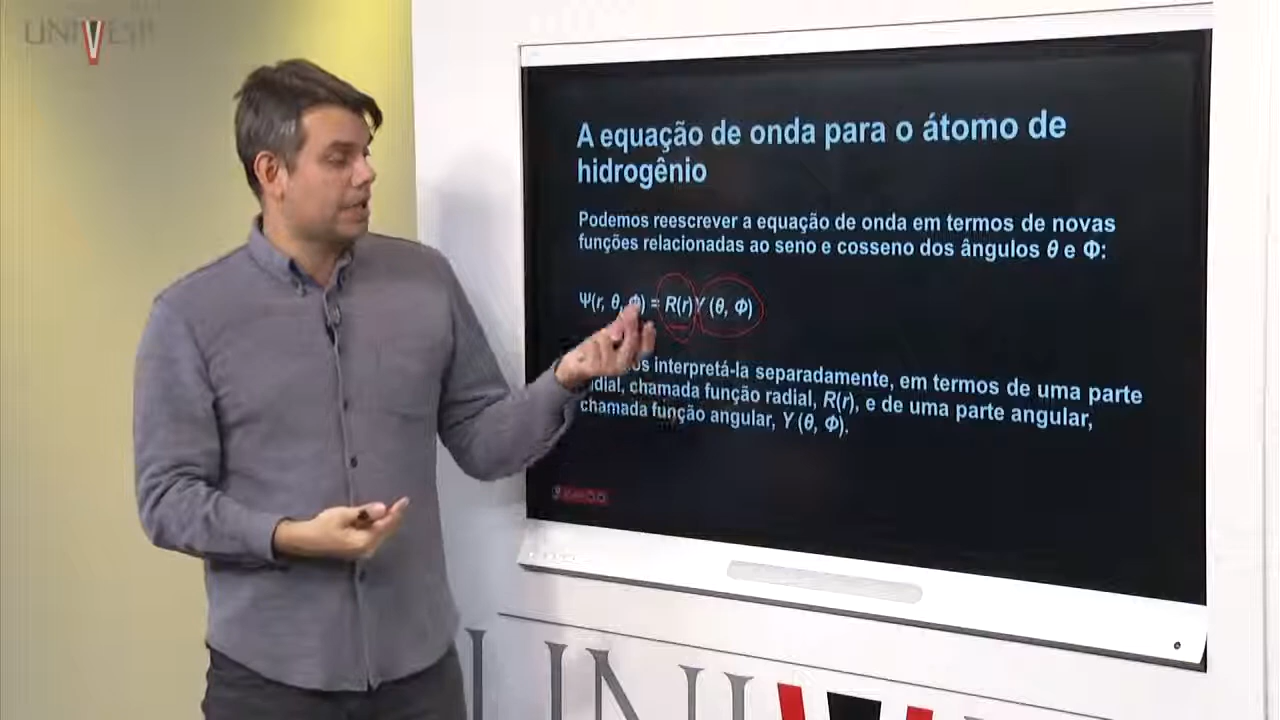 UNIVESP
A equação de onda para o átomo de
hidrogênio
Podemos reescrever a equação de onda em termos de novas
funções relacionadas ao seno e cosseno dos ângulos θ e Φ:
Ψ(r, θ, Φ) = R(r)Y (θ, Φ)
interpretá-la separadamente, em termos de uma parte
chamada função radial, R(r), e de uma parte angular,
chamada função angular, Y (θ, Φ).